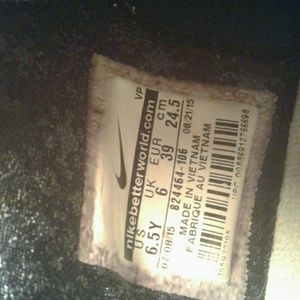 VP
nikebetterworld.com
US UK EUR cm
6.5Y 6 39 24.5
07/08/15 08/21/15
824464-106
MADE IN VIETNAM
FABRIQUE AU VIETNAM